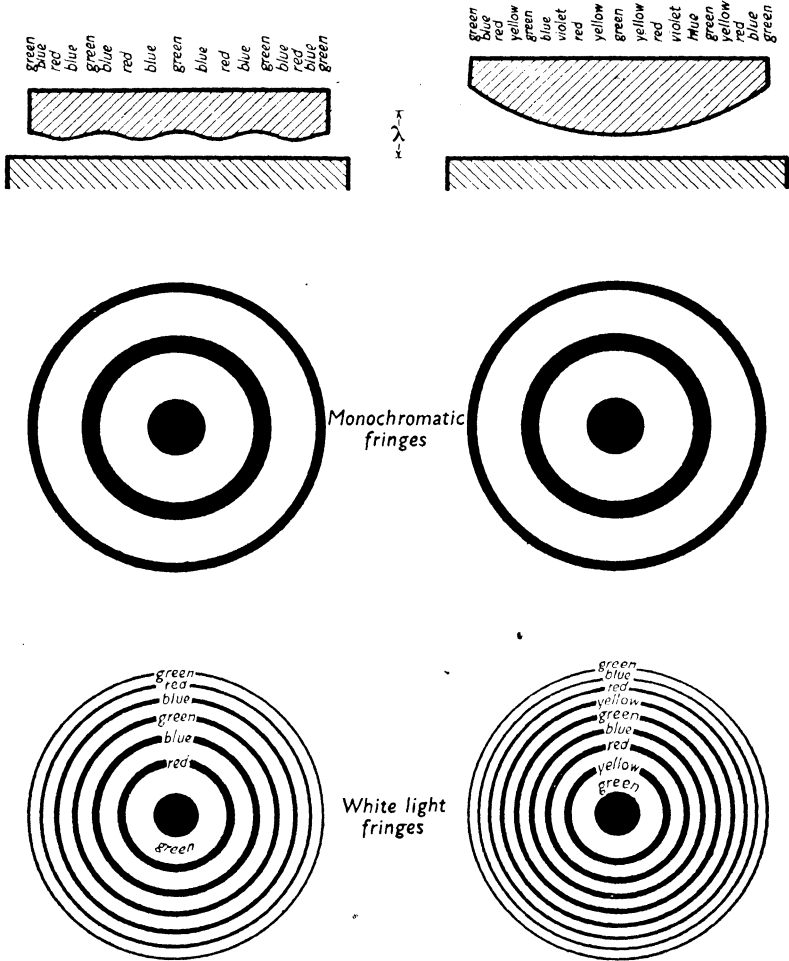 green blue red blue green blue red blue green blue red blue green blue red blue green
green blue red yellow green blue violet red yellow green yellow red violet blue green yellow red blue green
λ
Monochromatic
fringes
green
red
blue
green
blue
red
green
White light
fringes
green
blue
red
yellow
green
blue
red
yellow
green